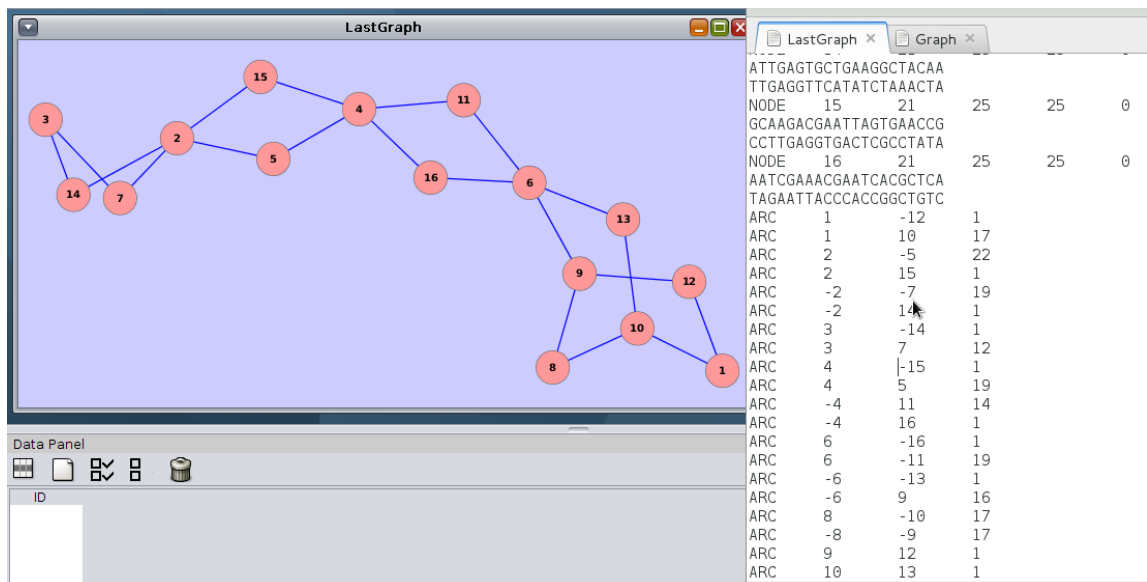 LastGraph
15
4
11
3
2
5
16
6
14
7
13
9
12
10
8
1
Data Panel
ID
LastGraph ×
Graph ×
ATTGAGTGCTGAAGGCTACAA
TTGAGGTTCATATCTAAACTA
NODE 15 21 25 25 0
GCAAGACGAATTAGTGAACCG
CCTTGAGGTGACTCGCCTATA
NODE 16 21 25 25 0
AATCGAAACGAATCACGCTCA
TAGAATTACCCACCGGCTGTC
ARC 1 -12 1
ARC 1 10 17
ARC 2 -5 22
ARC 2 15 1
ARC -2 -7 19
ARC -2 14 1
ARC 3 -14 1
ARC 3 7 12
ARC 4 -15 1
ARC 4 5 19
ARC -4 11 14
ARC -4 16 1
ARC 6 -16 1
ARC 6 -11 19
ARC -6 -13 1
ARC -6 9 16
ARC 8 -10 17
ARC -8 -9 17
ARC 9 12 1
ARC 10 13 1